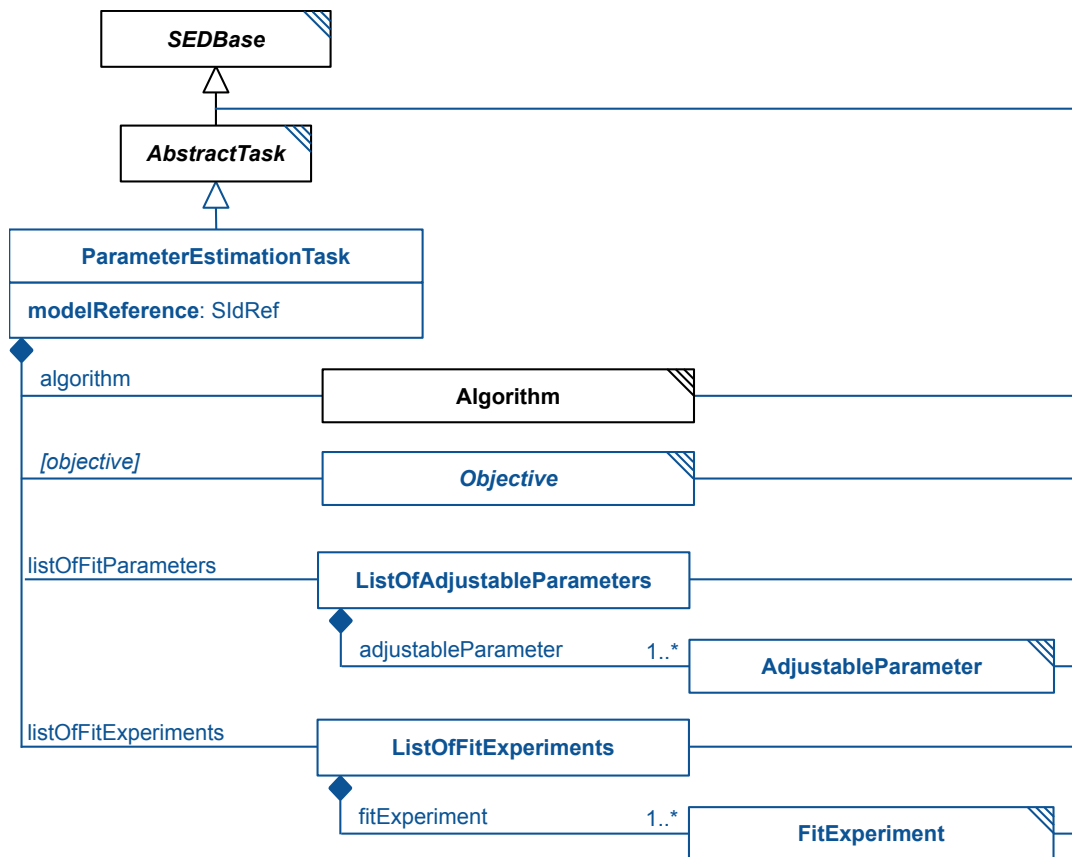 SEDBase
AbstractTask
ParameterEstimationTask
modelReference: SIdRef
algorithm
Algorithm
[objective]
Objective
listOfFitParameters
ListOfAdjustableParameters
adjustableParameter 1..*
AdjustableParameter
listOfFitExperiments
ListOfFitExperiments
fitExperiment 1..*
FitExperiment